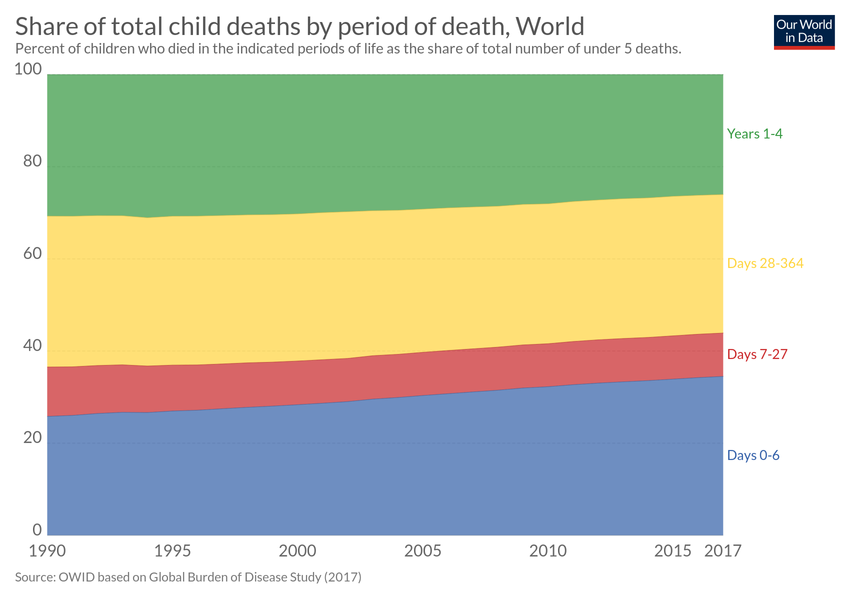 Share of total child deaths by period of death, World
Our World
in Data
Percent of children who died in the indicated periods of life as the share of total number of under 5 deaths.
100
80
60
40
20
0
Years 1-4
Days 28-364
Days 7-27
Days 0-6
1990 1995 2000 2005 2010 2015 2017
Source: OWID based on Global Burden of Disease Study (2017)